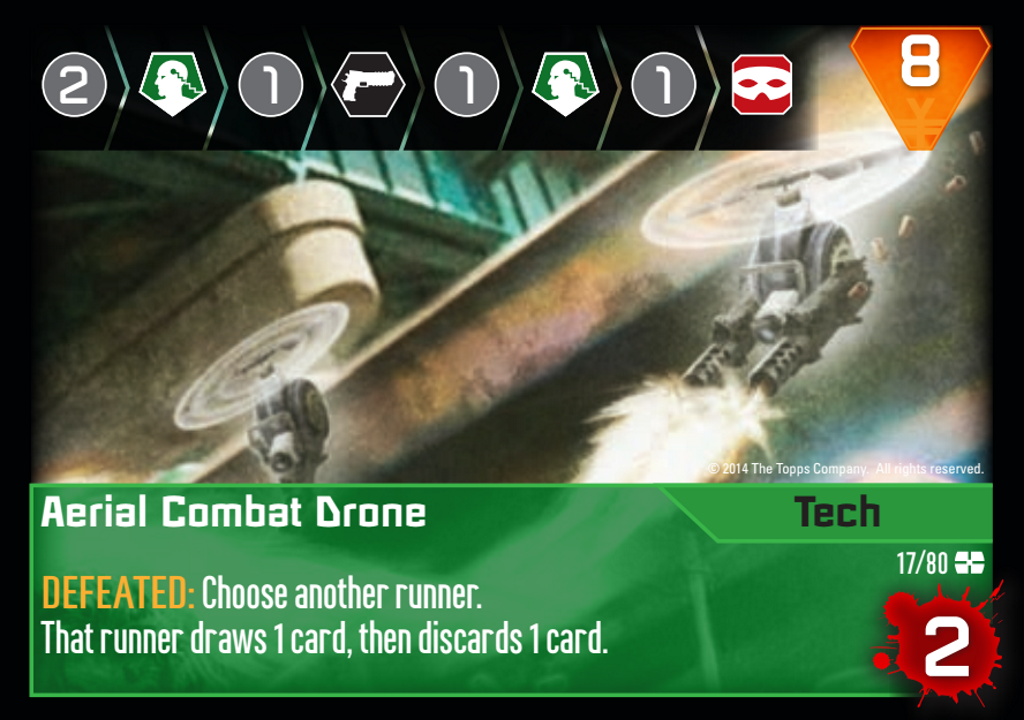 2 1 1 1 8
¥
© 2014 The Topps Company. All rights reserved.
Aerial Combat Drone Tech
17/80
DEFEATED: Choose another runner.
That runner draws 1 card, then discards 1 card.
2